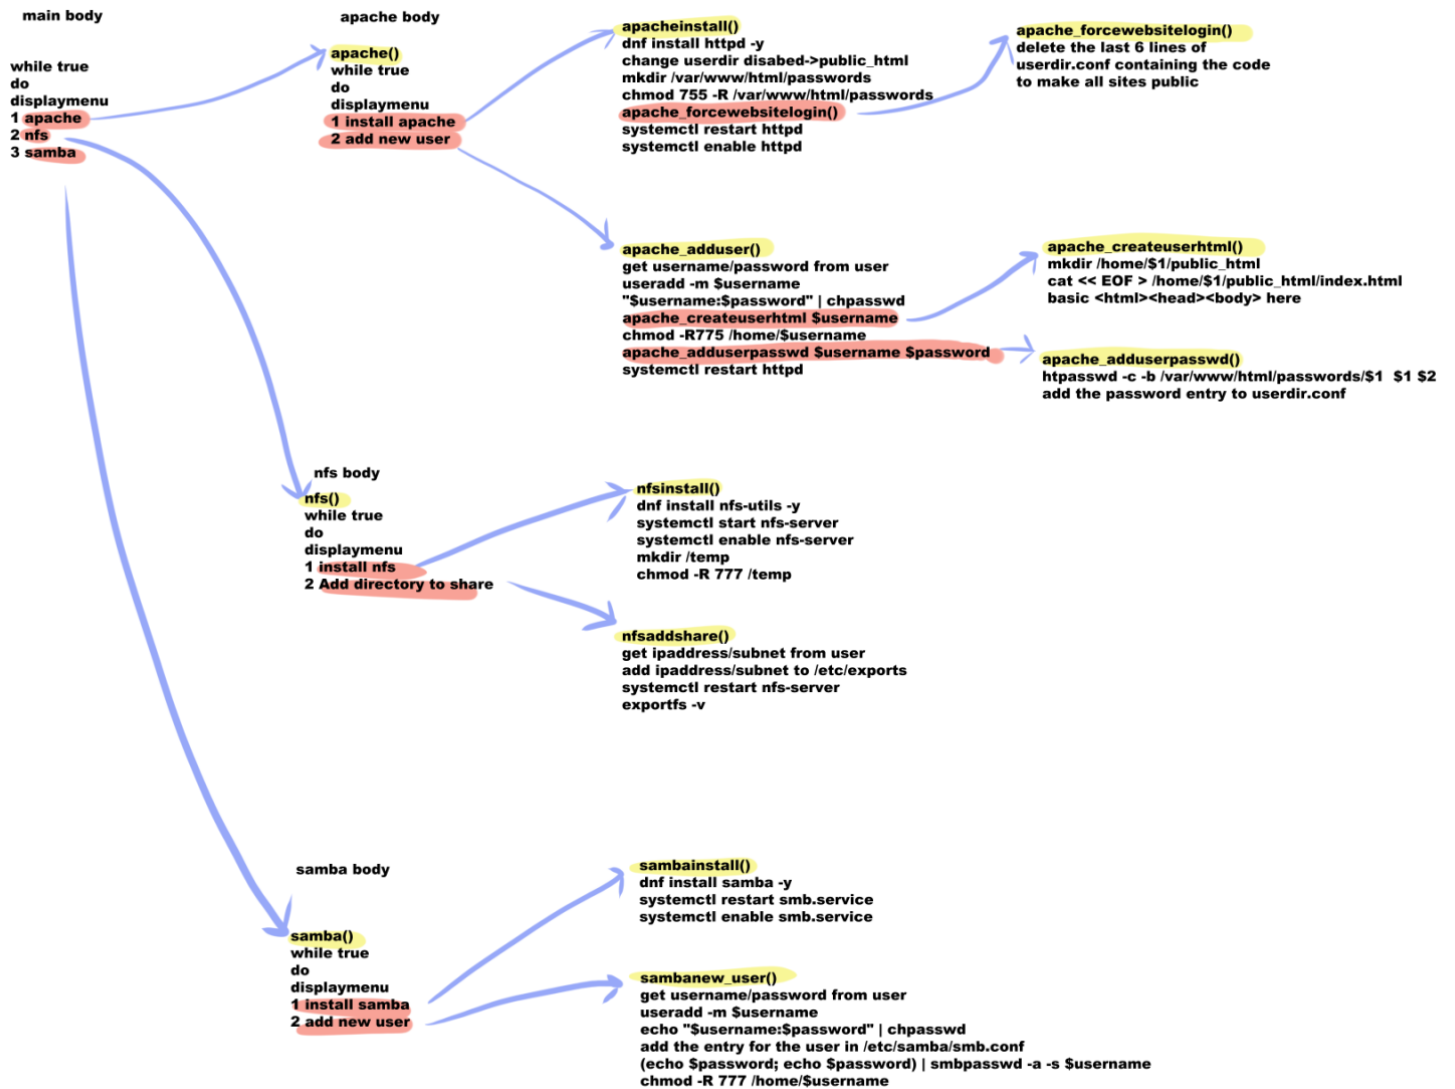 main body
while true
do
displaymenu
1 apache
2 nfs
3 samba
apache body
apache()
while true
do
displaymenu
1 install apache
2 add new user
apacheinstall()
dnf install httpd -y
change userdir disabed->public_html
mkdir /var/www/html/passwords
chmod 755 -R /var/www/html/passwords
apache_forcewebsitelogin()
systemctl restart httpd
systemctl enable httpd
apache_forcewebsitelogin()
delete the last 6 lines of
userdir.conf containing the code
to make all sites public
apache_adduser()
get username/password from user
useradd -m $username
"$username:$password" | chpasswd
apache_createuserhtml $username
chmod -R775 /home/$username
apache_adduserpasswd $username $password
systemctl restart httpd
apache_createuserhtml()
mkdir /home/$1/public_html
cat << EOF > /home/$1/public_html/index.html
basic <html><head><body> here
apache_adduserpasswd()
htpasswd -c -b /var/www/html/passwords/$1  $1 $2
add the password entry to userdir.conf
nfs body
nfs()
while true
do
displaymenu
1 install nfs
2 Add directory to share
nfsinstall()
dnf install nfs-utils -y
systemctl start nfs-server
systemctl enable nfs-server
mkdir /temp
chmod -R 777 /temp
nfsaddshare()
get ipaddress/subnet from user
add ipaddress/subnet to /etc/exports
systemctl restart nfs-server
exportfs -v
samba body
samba()
while true
do
displaymenu
1 install samba
2 add new user
sambainstall()
dnf install samba -y
systemctl restart smb.service
systemctl enable smb.service
sambanew_user()
get username/password from user
useradd -m $username
echo "$username:$password" | chpasswd
add the entry for the user in /etc/samba/smb.conf
(echo $password; echo $password) | smbpasswd -a -s $username
chmod -R 777 /home/$username